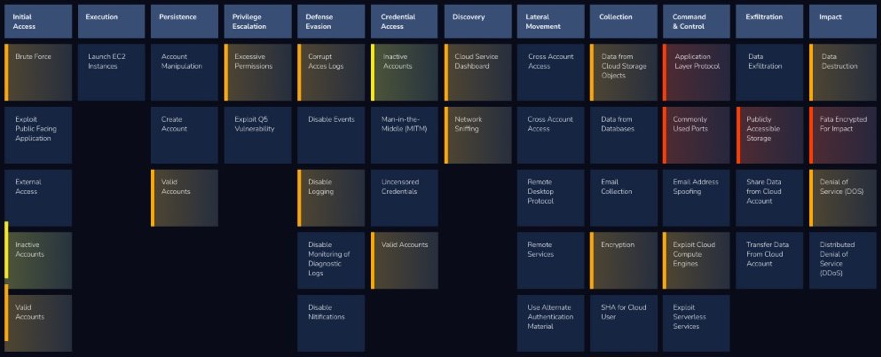 Initial
Access
Execution
Persistence
Privilege
Escalation
Defense
Evasion
Credential
Access
Discovery
Lateral
Movement
Collection
Command
& Control
Exfiltration
Impact
Brute Force
Launch EC2
Instances
Account
Manipulation
Excessive
Permissions
Corrupt
Acces Logs
Inactive
Accounts
Cloud Service
Dashboard
Cross Account
Access
Data from
Cloud Storage
Objects
Application
Layer Protocol
Data
Exfiltration
Data
Destruction
Exploit
Public Facing
Application
Create
Account
Exploit QS
Vulnerability
Disable Events
Man-in-the-
Middle (MITM)
Network
Sniffing
Cross Account
Access
Data from
Databases
Commonly
Used Ports
Publicly
Accessible
Storage
Fata Encrypted
For Impact
External
Access
Valid
Accounts
Disable
Logging
Uncensored
Credentials
Remote
Desktop
Protocol
Email
Collection
Email Address
Spoofing
Share Data
from Cloud
Account
Denial of
Service (DOS)
Inactive
Accounts
Disable
Monitoring of
Diagnostic
Logs
Valid Accounts
Remote
Services
Encryption
Exploit Cloud
Compute
Engines
Transfer Data
From Cloud
Account
Distributed
Denial of
Service
(DDoS)
Valid
Accounts
Disable
Nitifications
Use Alternate
Authentication
Material
SHA for Cloud
User
Exploit
Serverless
Services